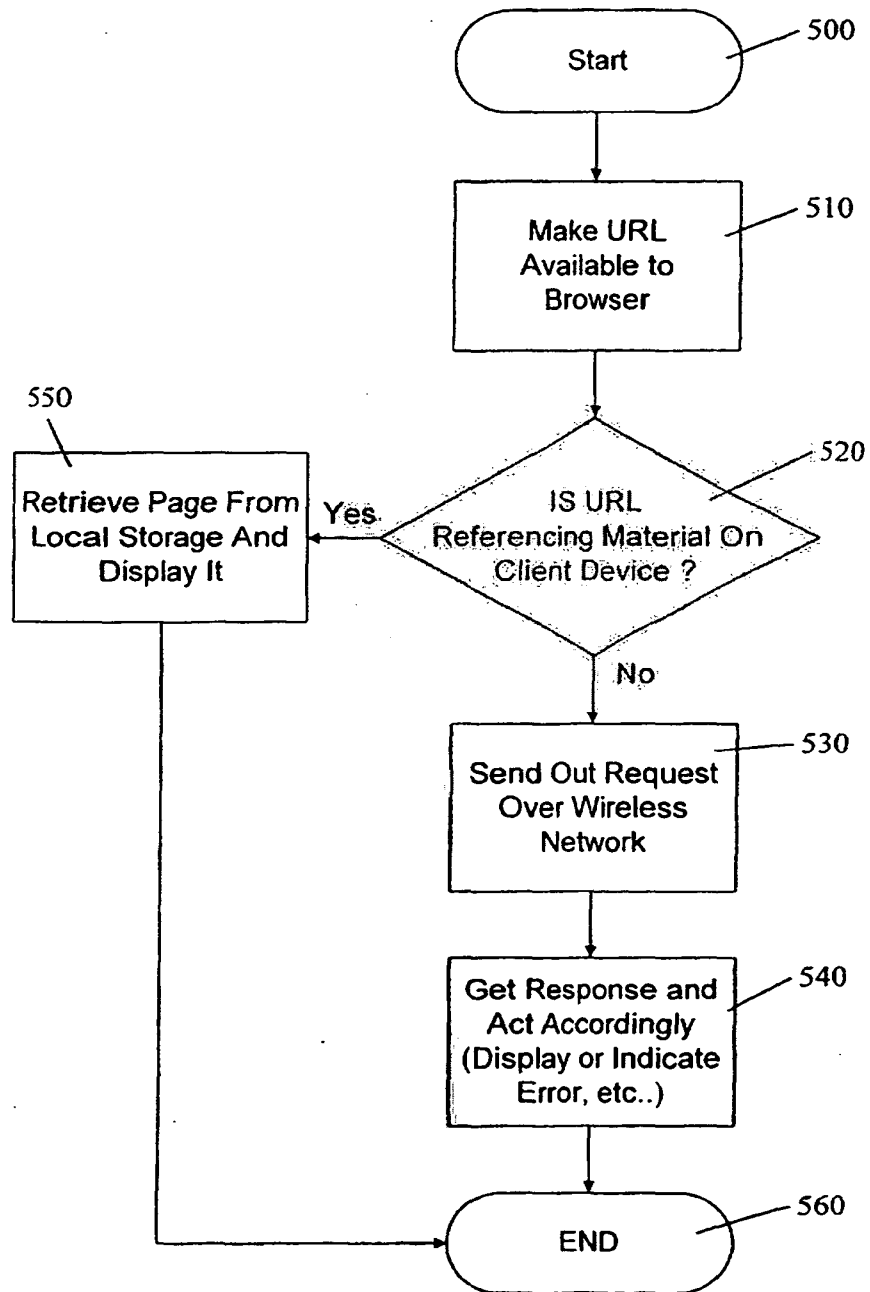 500
Start
510
Make URL
Available to
Browser
550
520
Retrieve Page From
Local Storage And
Display It
Yes
IS URL
Referencing Material On
Client Device ?
No
530
Send Out Request
Over Wireless
Network
540
Get Response and
Act Accordingly
(Display or Indicate
Error, etc..)
560
END